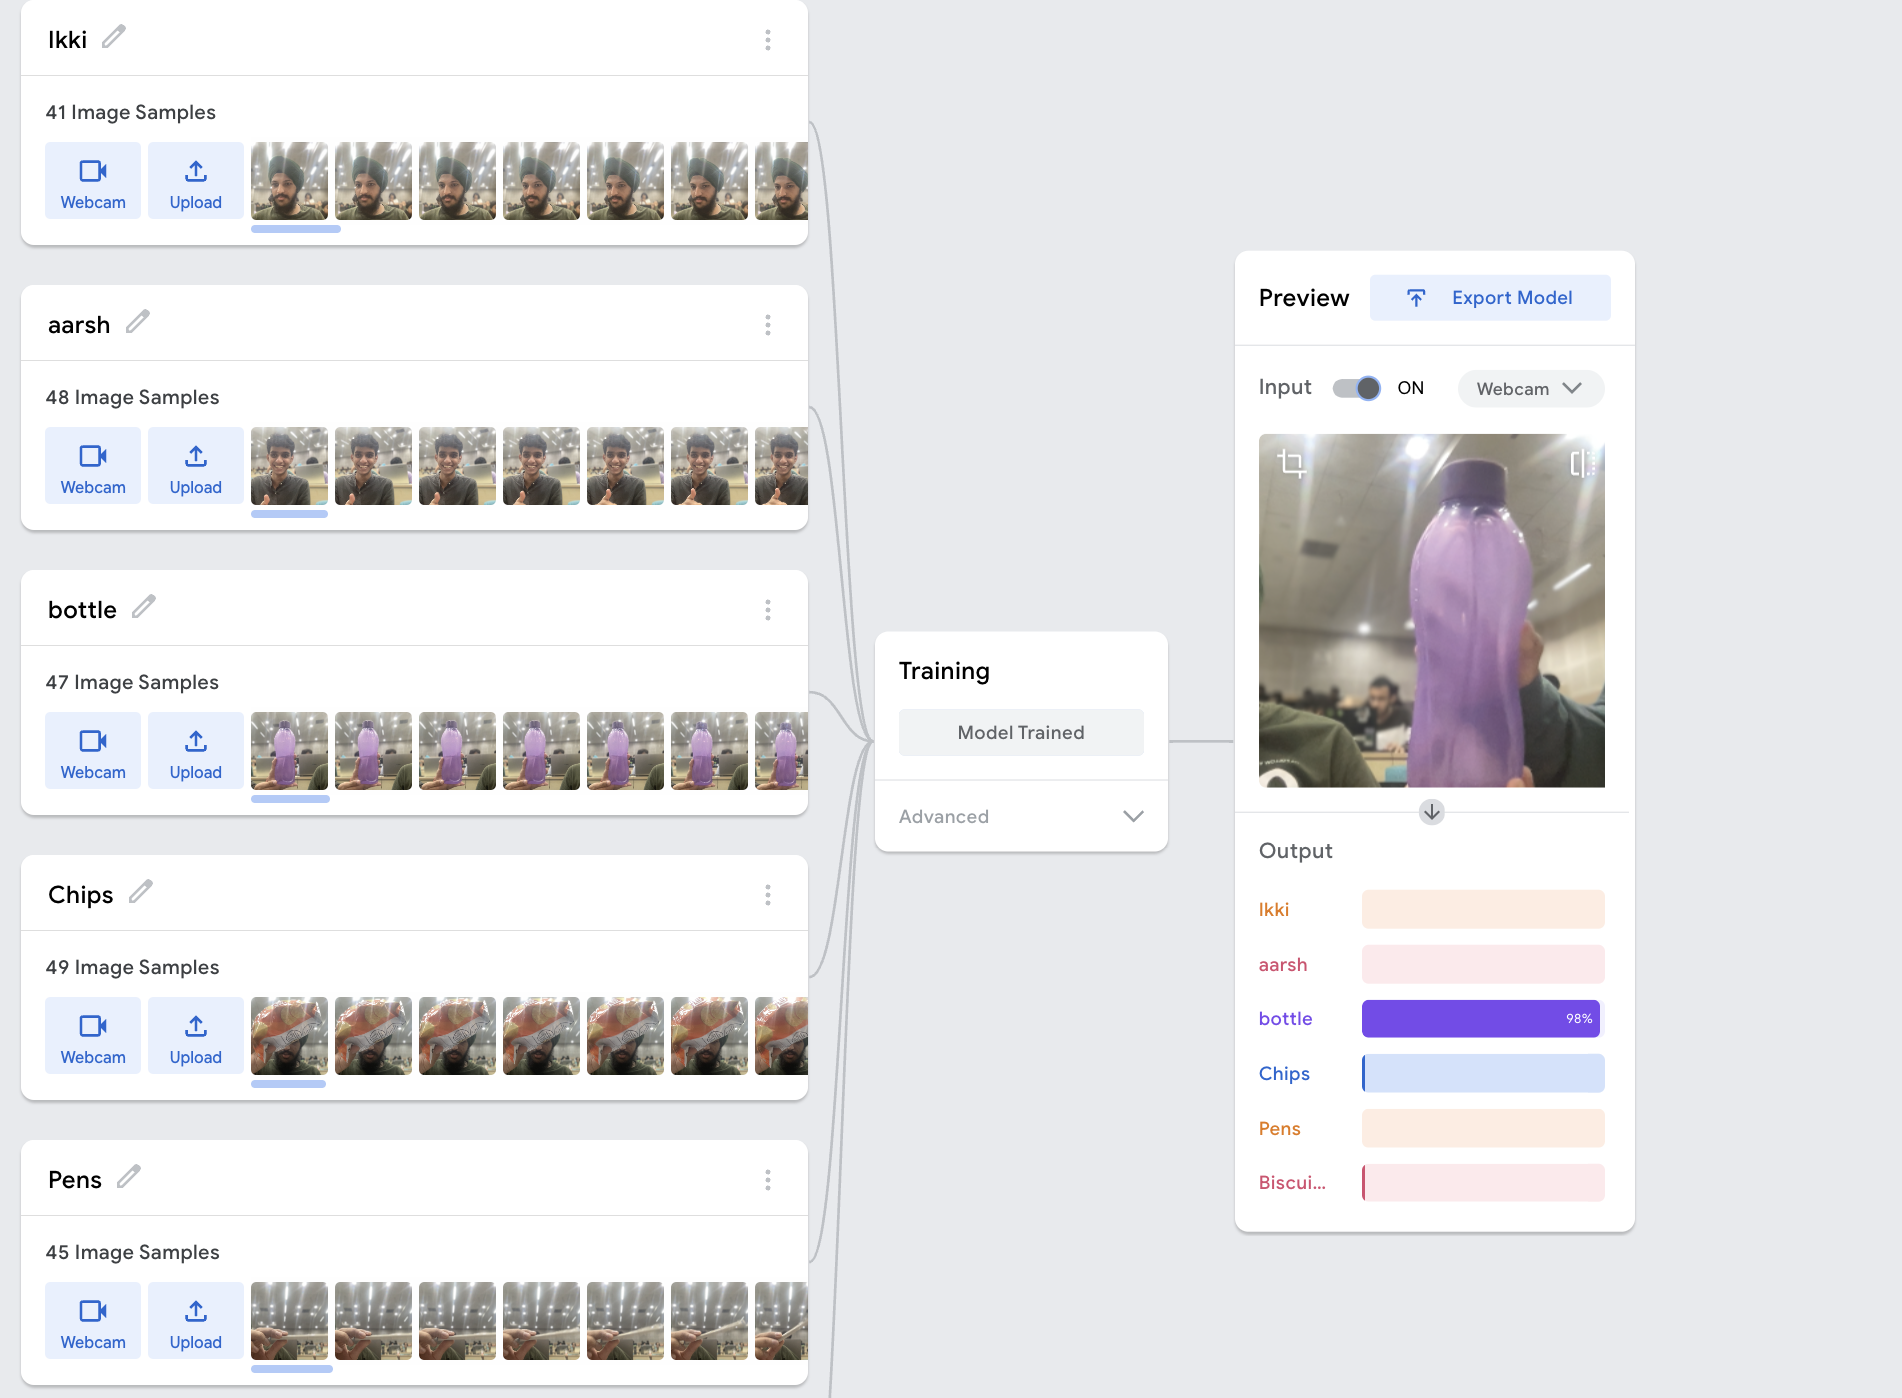 Ikki
41 Image Samples
Webcam
Upload
aarsh
48 Image Samples
Webcam
Upload
bottle
47 Image Samples
Webcam
Upload
Chips
49 Image Samples
Webcam
Upload
Pens
45 Image Samples
Webcam
Upload
Training
Model Trained
Advanced
Preview
Export Model
Input
ON
Webcam
Output
Ikki
aarsh
bottle
98%
Chips
Pens
Biscui...